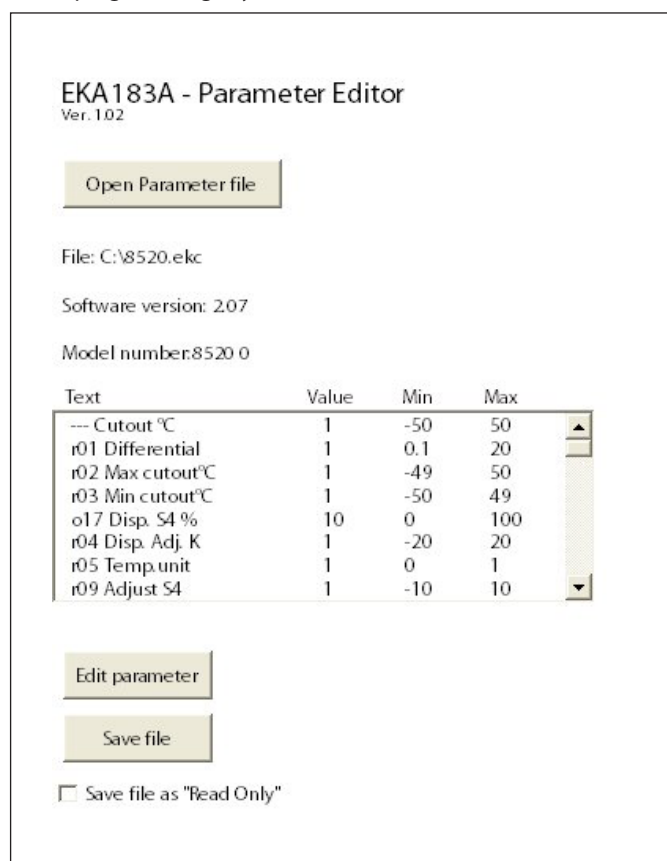 EKA183A - Parameter Editor
Ver. 1.02
Open Parameter file
File: C:\8520.ekc
Software version: 2.07
Model number:8520 0
Text Value Min Max
--- Cutout °C 1 -50 50
r01 Differential 1 0.1 20
r02 Max cutout°C 1 -49 50
r03 Min cutout°C 1 -50 49
o17 Disp. S4 % 10 0 100
r04 Disp. Adj. K 1 -20 20
r05 Temp.unit 1 0 1
r09 Adjust S4 1 -10 10
Edit parameter
Save file
Save file as "Read Only"